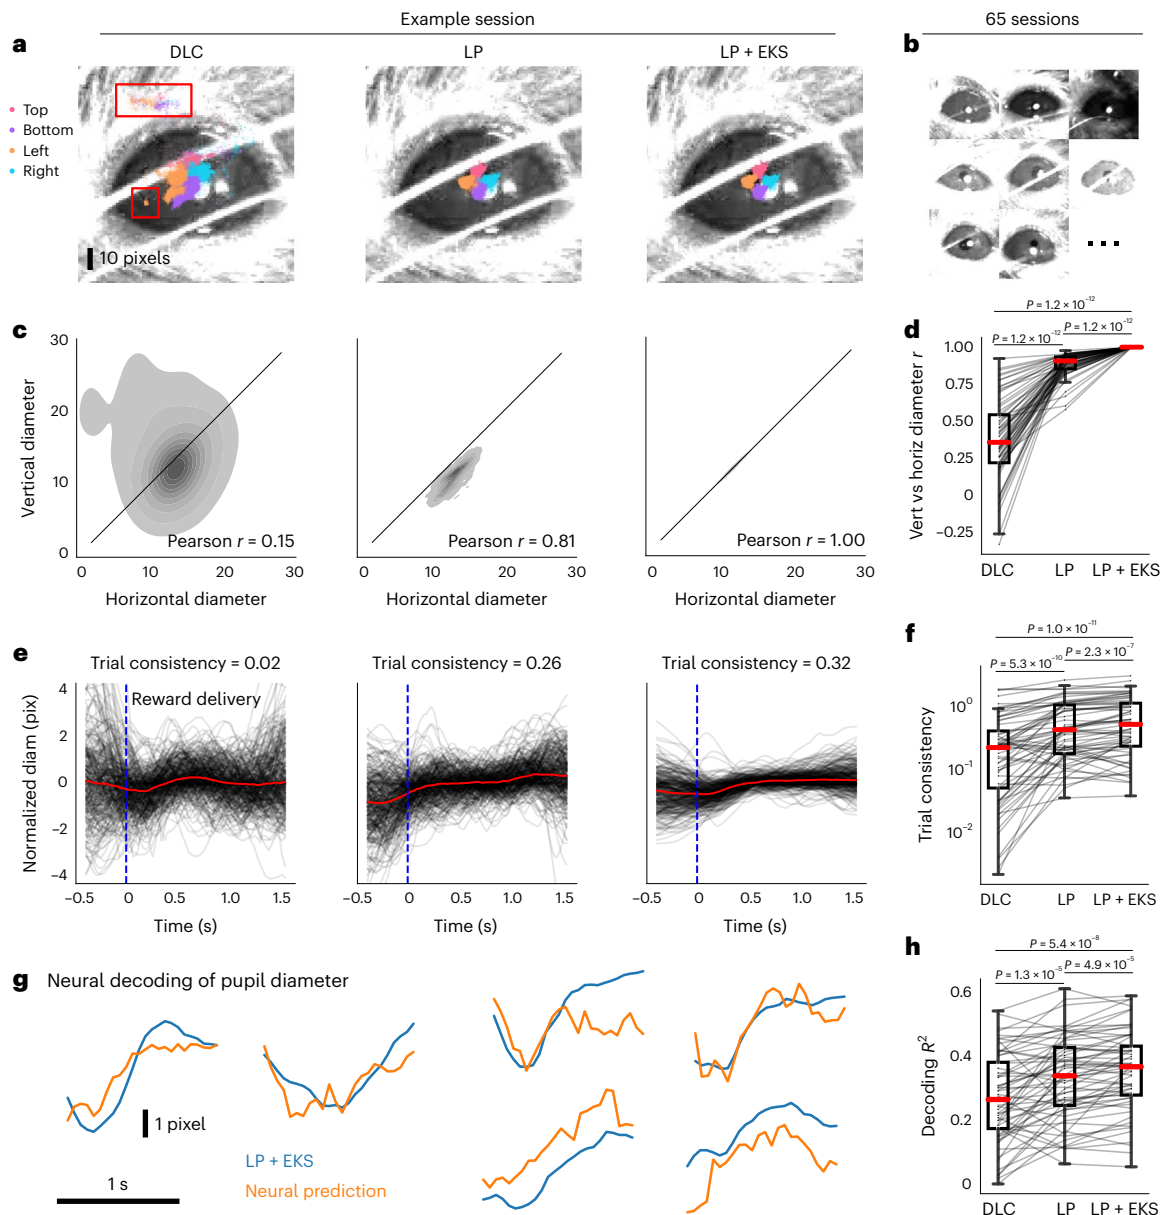 Example session
65 sessions
a
DLC
LP
LP + EKS
b
Top
Bottom
Left
Right
10 pixels
c
Vertical diameter
30
20
10
0
Pearson r = 0.15
Pearson r = 0.81
Pearson r = 1.00
0 10 20 30
0 10 20 30
0 10 20 30
Horizontal diameter
Horizontal diameter
Horizontal diameter
d
P = 1.2 × 10⁻¹²
P = 1.2 × 10⁻¹²
P = 1.2 × 10⁻¹²
Vert vs horiz diameter r
1.00
0.75
0.50
0.25
0
−0.25
DLC LP LP + EKS
e
Trial consistency = 0.02
Trial consistency = 0.26
Trial consistency = 0.32
Reward delivery
Normalized diam (pix)
4
2
0
−2
−4
−0.5 0 0.5 1.0 1.5
−0.5 0 0.5 1.0 1.5
−0.5 0 0.5 1.0 1.5
Time (s)
Time (s)
Time (s)
f
P = 1.0 × 10⁻¹¹
P = 5.3 × 10⁻¹⁰
P = 2.3 × 10⁻⁷
Trial consistency
10⁰
10⁻¹
10⁻²
DLC LP LP + EKS
g
Neural decoding of pupil diameter
1 pixel
1 s
LP + EKS
Neural prediction
h
P = 5.4 × 10⁻⁸
P = 1.3 × 10⁻⁵
P = 4.9 × 10⁻⁵
Decoding R²
0.6
0.4
0.2
0
DLC LP LP + EKS